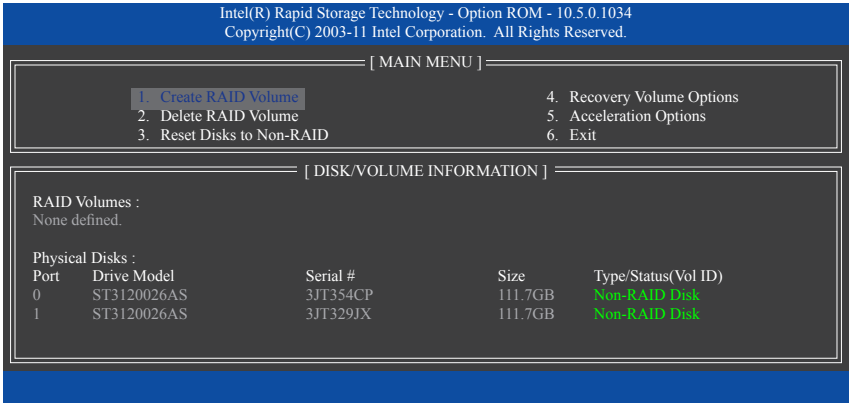 Intel(R) Rapid Storage Technology - Option ROM - 10.5.0.1034
Copyright(C) 2003-11 Intel Corporation. All Rights Reserved.
[ MAIN MENU ]
1. Create RAID Volume
2. Delete RAID Volume
3. Reset Disks to Non-RAID
4. Recovery Volume Options
5. Acceleration Options
6. Exit
[ DISK/VOLUME INFORMATION ]
RAID Volumes :
None defined.
Physical Disks :
Port Drive Model Serial # Size Type/Status(Vol ID)
0 ST3120026AS 3JT354CP 111.7GB Non-RAID Disk
1 ST3120026AS 3JT329JX 111.7GB Non-RAID Disk